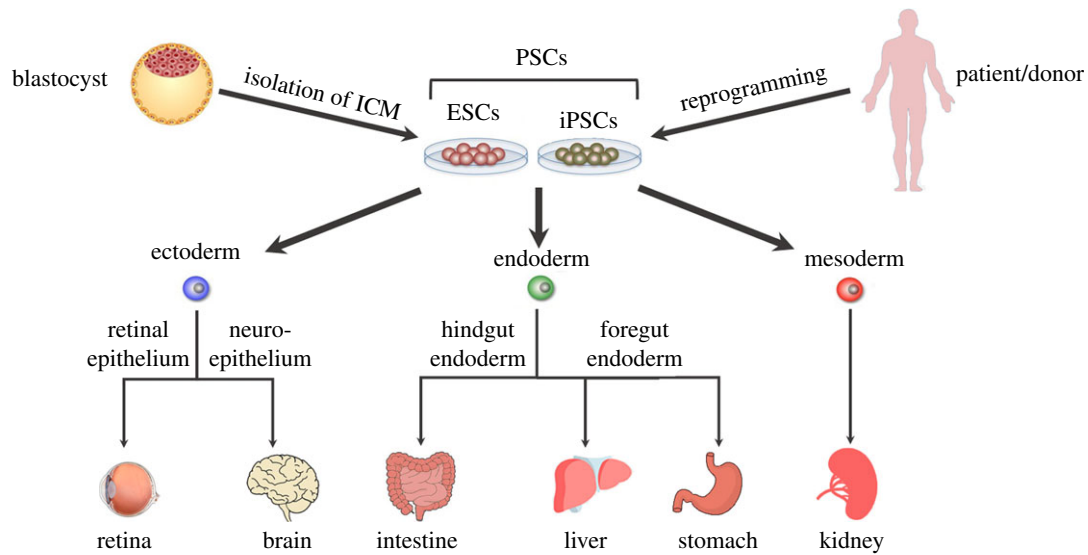 PSCs
blastocyst
isolation of ICM
ESCs
iPSCs
reprogramming
patient/donor
ectoderm
endoderm
mesoderm
retinal
epithelium
neuro-
epithelium
hindgut
endoderm
foregut
endoderm
retina
brain
intestine
liver
stomach
kidney